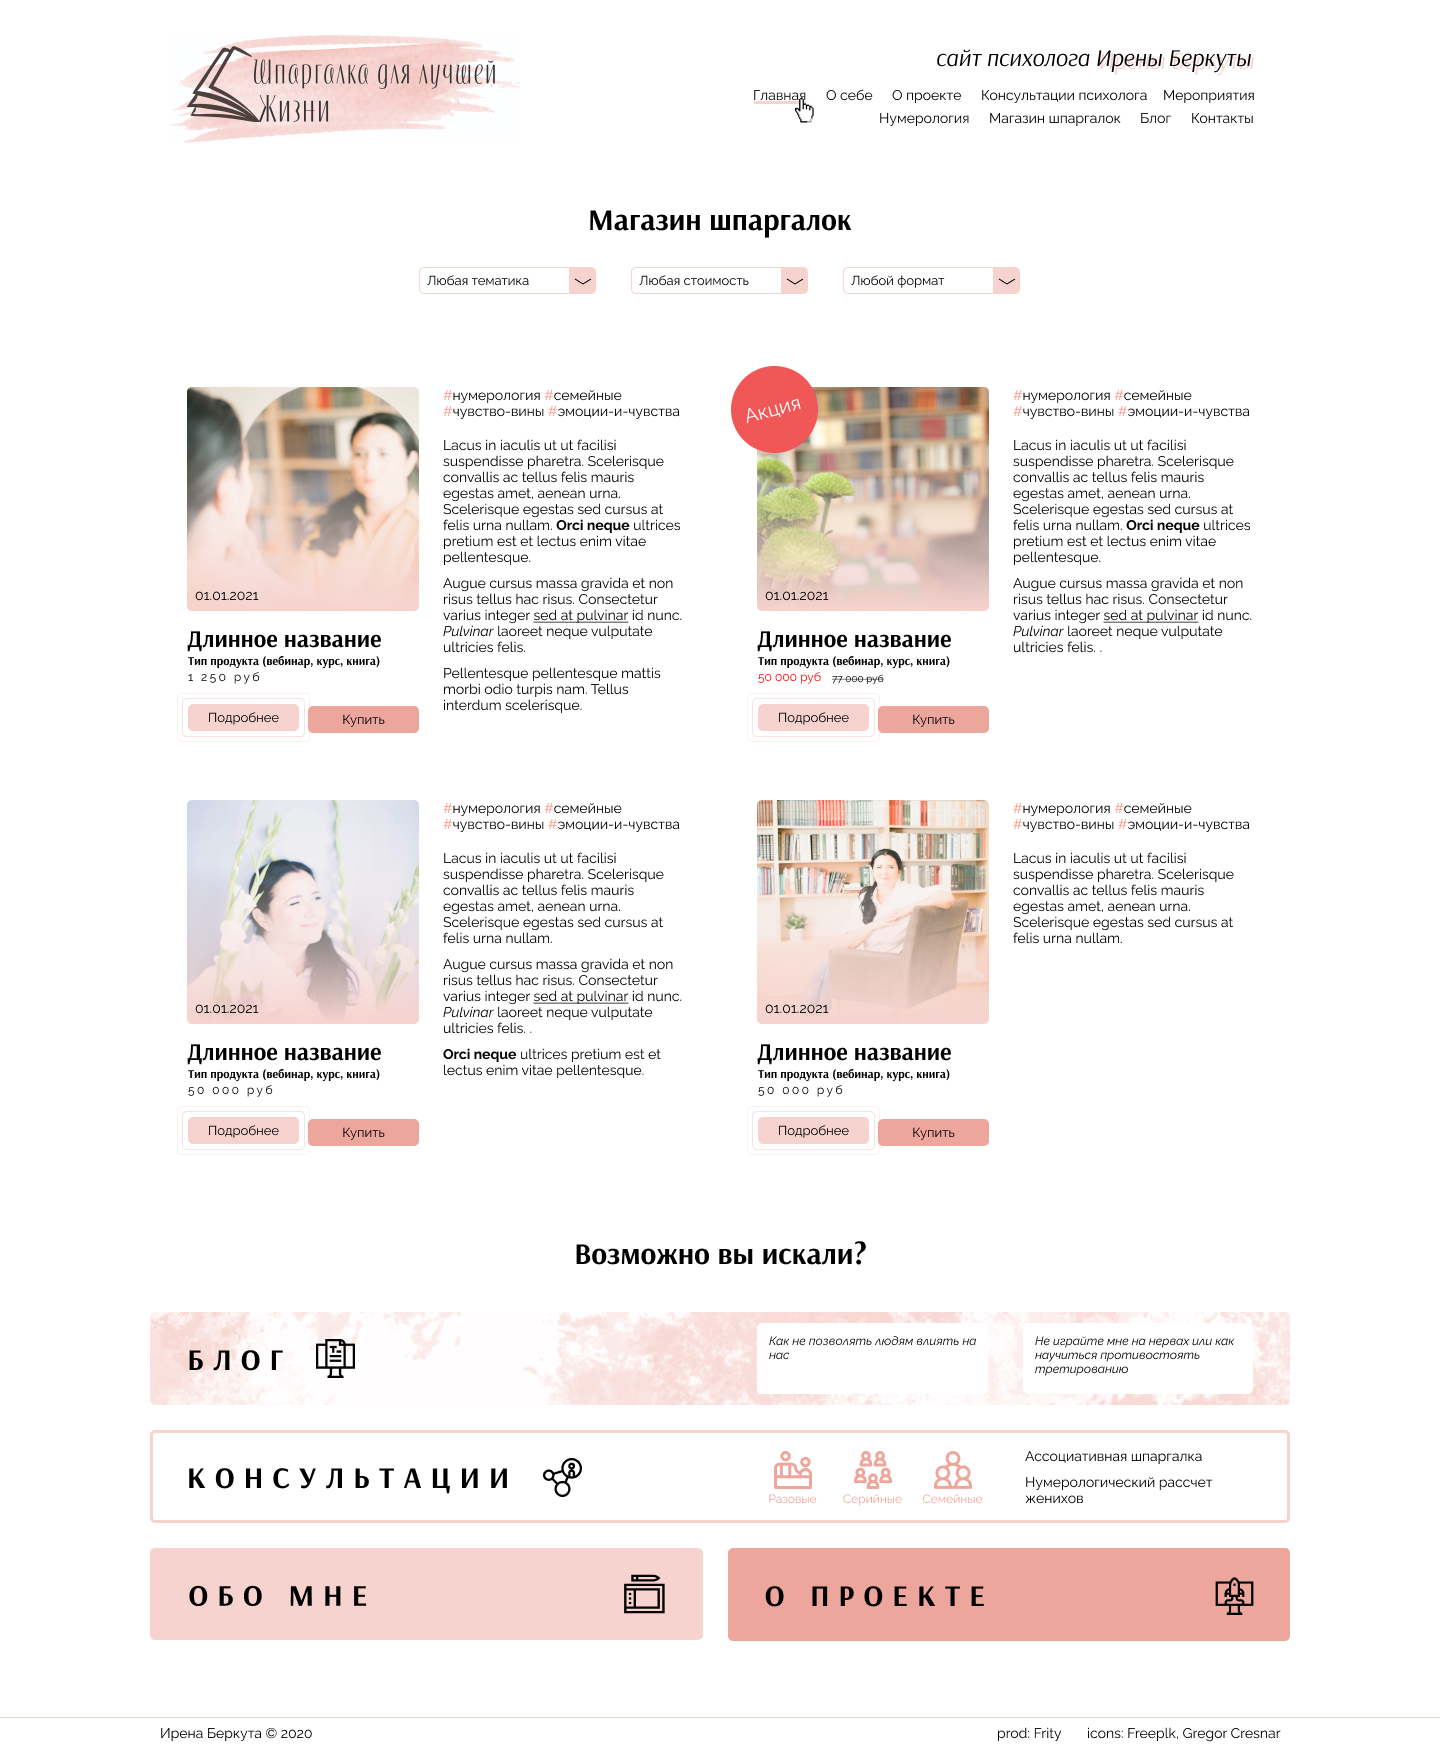 Шпаргалка для лучшей
Жизни
сайт психолога Ирены Беркуты
Главная О себе О проекте Консультации психолога Мероприятия
Нумерология Магазин шпаргалок Блог Контакты
Магазин шпаргалок
Любая тематика Любая стоимость Любой формат
#нумерология #семейные
#чувство-вины #эмоции-и-чувства
Lacus in iaculis ut ut facilisi
suspendisse pharetra. Scelerisque
convallis ac tellus felis mauris
egestas amet, aenean urna.
Scelerisque egestas sed cursus at
felis urna nullam. Orci neque ultrices
pretium est et lectus enim vitae
pellentesque.
Augue cursus massa gravida et non
risus tellus hac risus. Consectetur
varius integer sed at pulvinar id nunc.
Pulvinar laoreet neque vulputate
ultricies felis.
Pellentesque pellentesque mattis
morbi odio turpis nam. Tellus
interdum scelerisque.
01.01.2021
Длинное название
Тип продукта (вебинар, курс, книга)
1 250 руб
Подробнее Купить
Акция
#нумерология #семейные
#чувство-вины #эмоции-и-чувства
Lacus in iaculis ut ut facilisi
suspendisse pharetra. Scelerisque
convallis ac tellus felis mauris
egestas amet, aenean urna.
Scelerisque egestas sed cursus at
felis urna nullam. Orci neque ultrices
pretium est et lectus enim vitae
pellentesque.
Augue cursus massa gravida et non
risus tellus hac risus. Consectetur
varius integer sed at pulvinar id nunc.
Pulvinar laoreet neque vulputate
ultricies felis. .
01.01.2021
Длинное название
Тип продукта (вебинар, курс, книга)
50 000 руб 77 000 руб
Подробнее Купить
#нумерология #семейные
#чувство-вины #эмоции-и-чувства
Lacus in iaculis ut ut facilisi
suspendisse pharetra. Scelerisque
convallis ac tellus felis mauris
egestas amet, aenean urna.
Scelerisque egestas sed cursus at
felis urna nullam.
Augue cursus massa gravida et non
risus tellus hac risus. Consectetur
varius integer sed at pulvinar id nunc.
Pulvinar laoreet neque vulputate
ultricies felis. .
Orci neque ultrices pretium est et
lectus enim vitae pellentesque.
01.01.2021
Длинное название
Тип продукта (вебинар, курс, книга)
50 000 руб
Подробнее Купить
#нумерология #семейные
#чувство-вины #эмоции-и-чувства
Lacus in iaculis ut ut facilisi
suspendisse pharetra. Scelerisque
convallis ac tellus felis mauris
egestas amet, aenean urna.
Scelerisque egestas sed cursus at
felis urna nullam.
01.01.2021
Длинное название
Тип продукта (вебинар, курс, книга)
50 000 руб
Подробнее Купить
Возможно вы искали?
БЛОГ
Как не позволять людям влиять на
нас
Не играйте мне на нервах или как
научиться противостоять
третированию
КОНСУЛЬТАЦИИ
Разовые Серийные Семейные
Ассоциативная шпаргалка
Нумерологический рассчет
женихов
ОБО МНЕ
О ПРОЕКТЕ
Ирена Беркута © 2020 prod: Frity icons: Freeplk, Gregor Cresnar